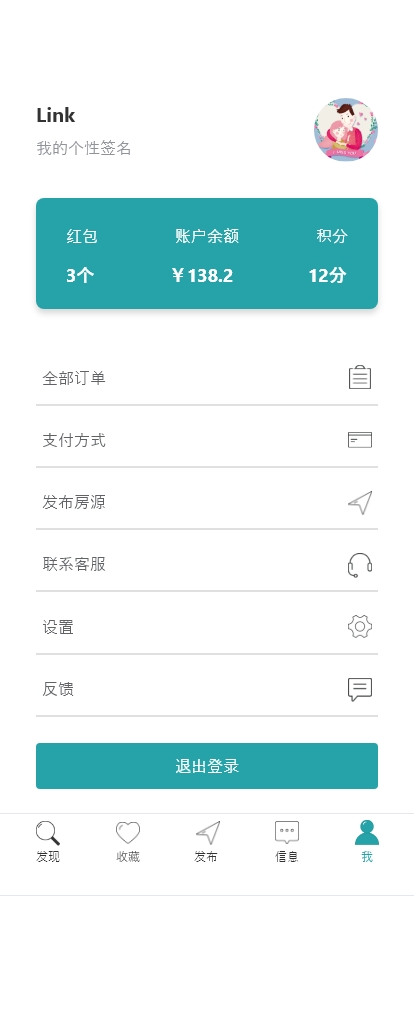 Link
我的个性签名
红包 账户余额 积分
3个 ￥138.2 12分
全部订单
支付方式
发布房源
联系客服
设置
反馈
退出登录
发现 收藏 发布 信息 我